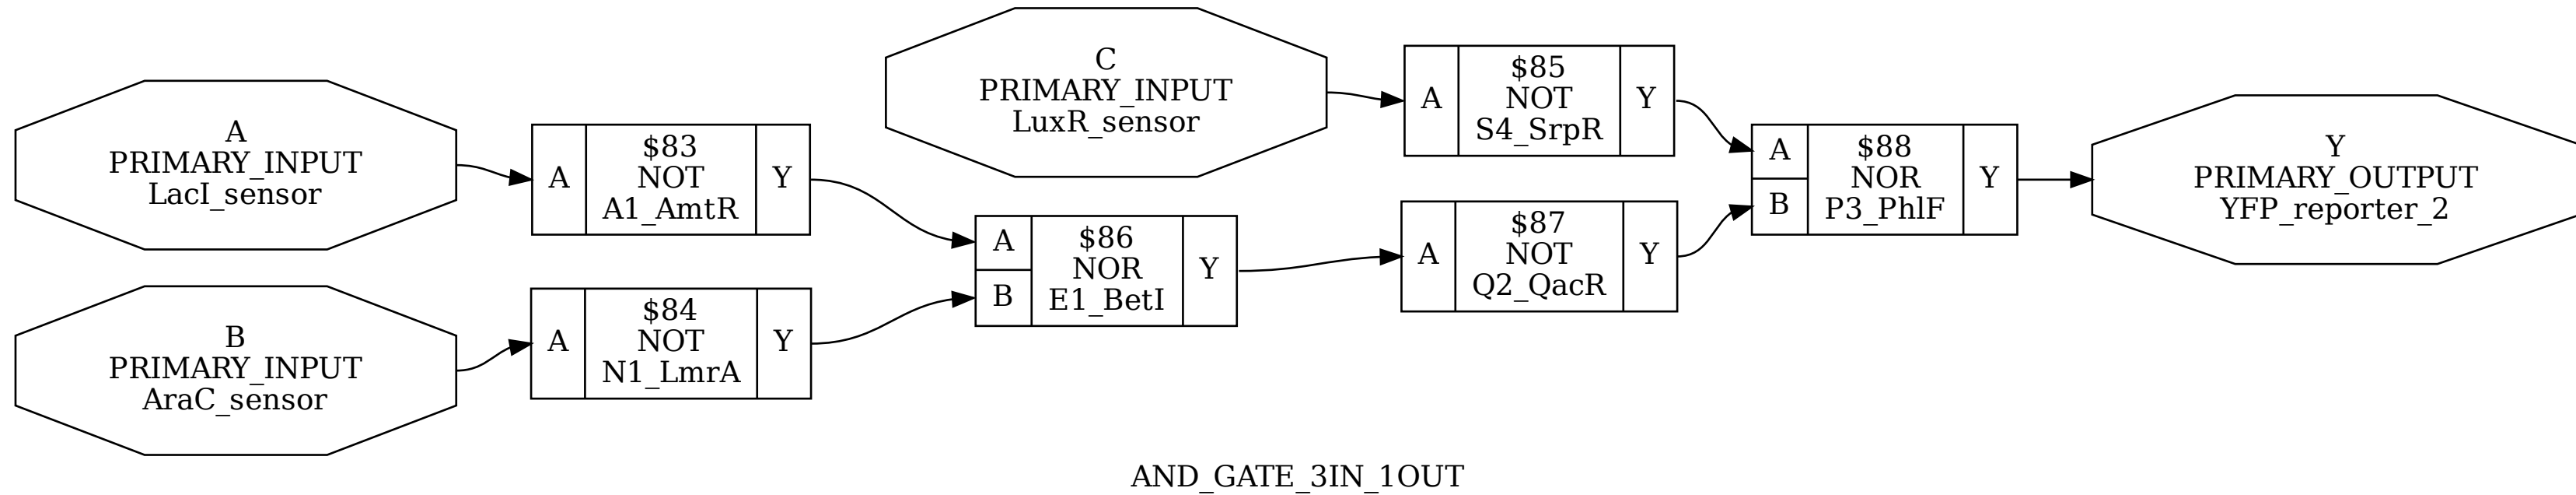 A
PRIMARY_INPUT
LacI_sensor
A
$83
NOT
A1_AmtR
Y
B
PRIMARY_INPUT
AraC_sensor
A
$84
NOT
N1_LmrA
Y
C
PRIMARY_INPUT
LuxR_sensor
A
B
$86
NOR
E1_BetI
Y
A
$85
NOT
S4_SrpR
Y
A
$87
NOT
Q2_QacR
Y
A
B
$88
NOR
P3_PhlF
Y
Y
PRIMARY_OUTPUT
YFP_reporter_2
AND_GATE_3IN_1OUT